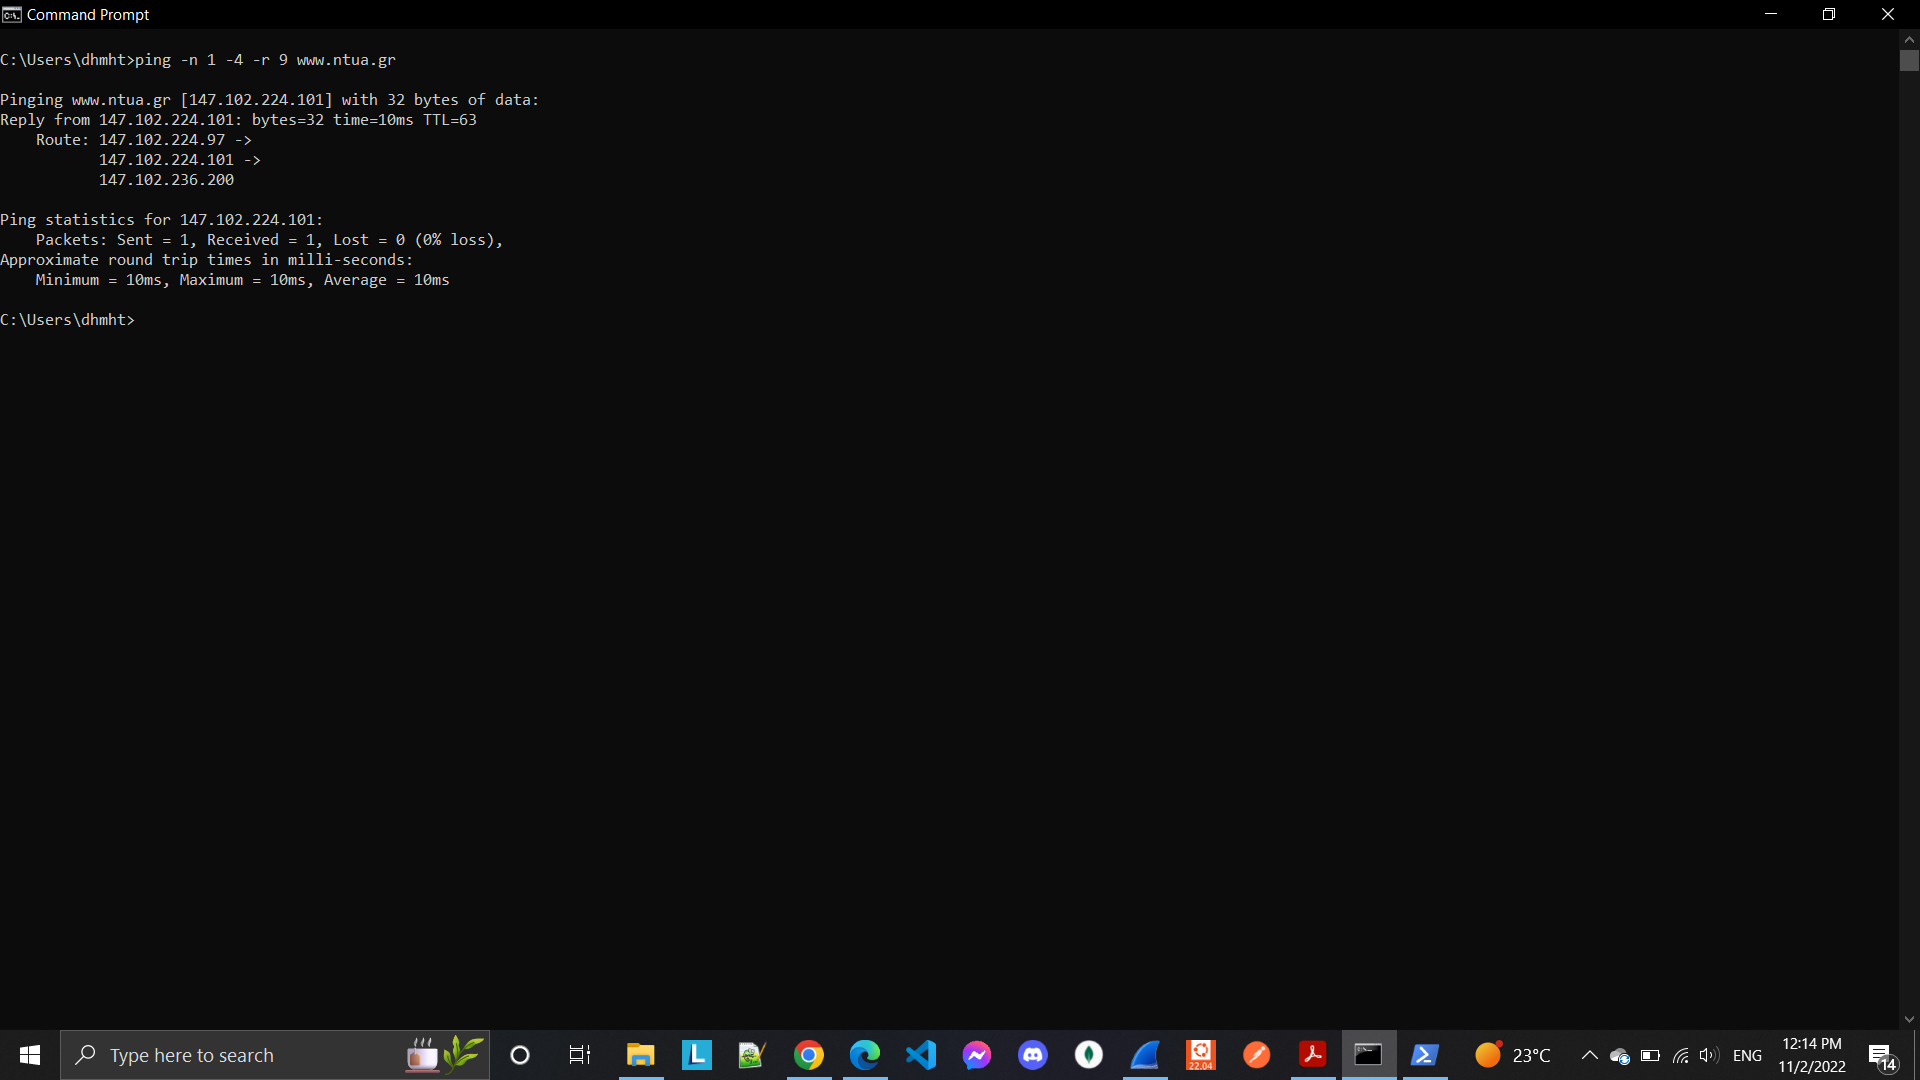 Command Prompt
C:\Users\dhmht>ping -n 1 -4 -r 9 www.ntua.gr
Pinging www.ntua.gr [147.102.224.101] with 32 bytes of data:
Reply from 147.102.224.101: bytes=32 time=10ms TTL=63
    Route: 147.102.224.97 ->
           147.102.224.101 ->
           147.102.236.200
Ping statistics for 147.102.224.101:
    Packets: Sent = 1, Received = 1, Lost = 0 (0% loss),
Approximate round trip times in milli-seconds:
    Minimum = 10ms, Maximum = 10ms, Average = 10ms
C:\Users\dhmht>
Type here to search
L
22.04
23°C
ENG
12:14 PM
11/2/2022
14